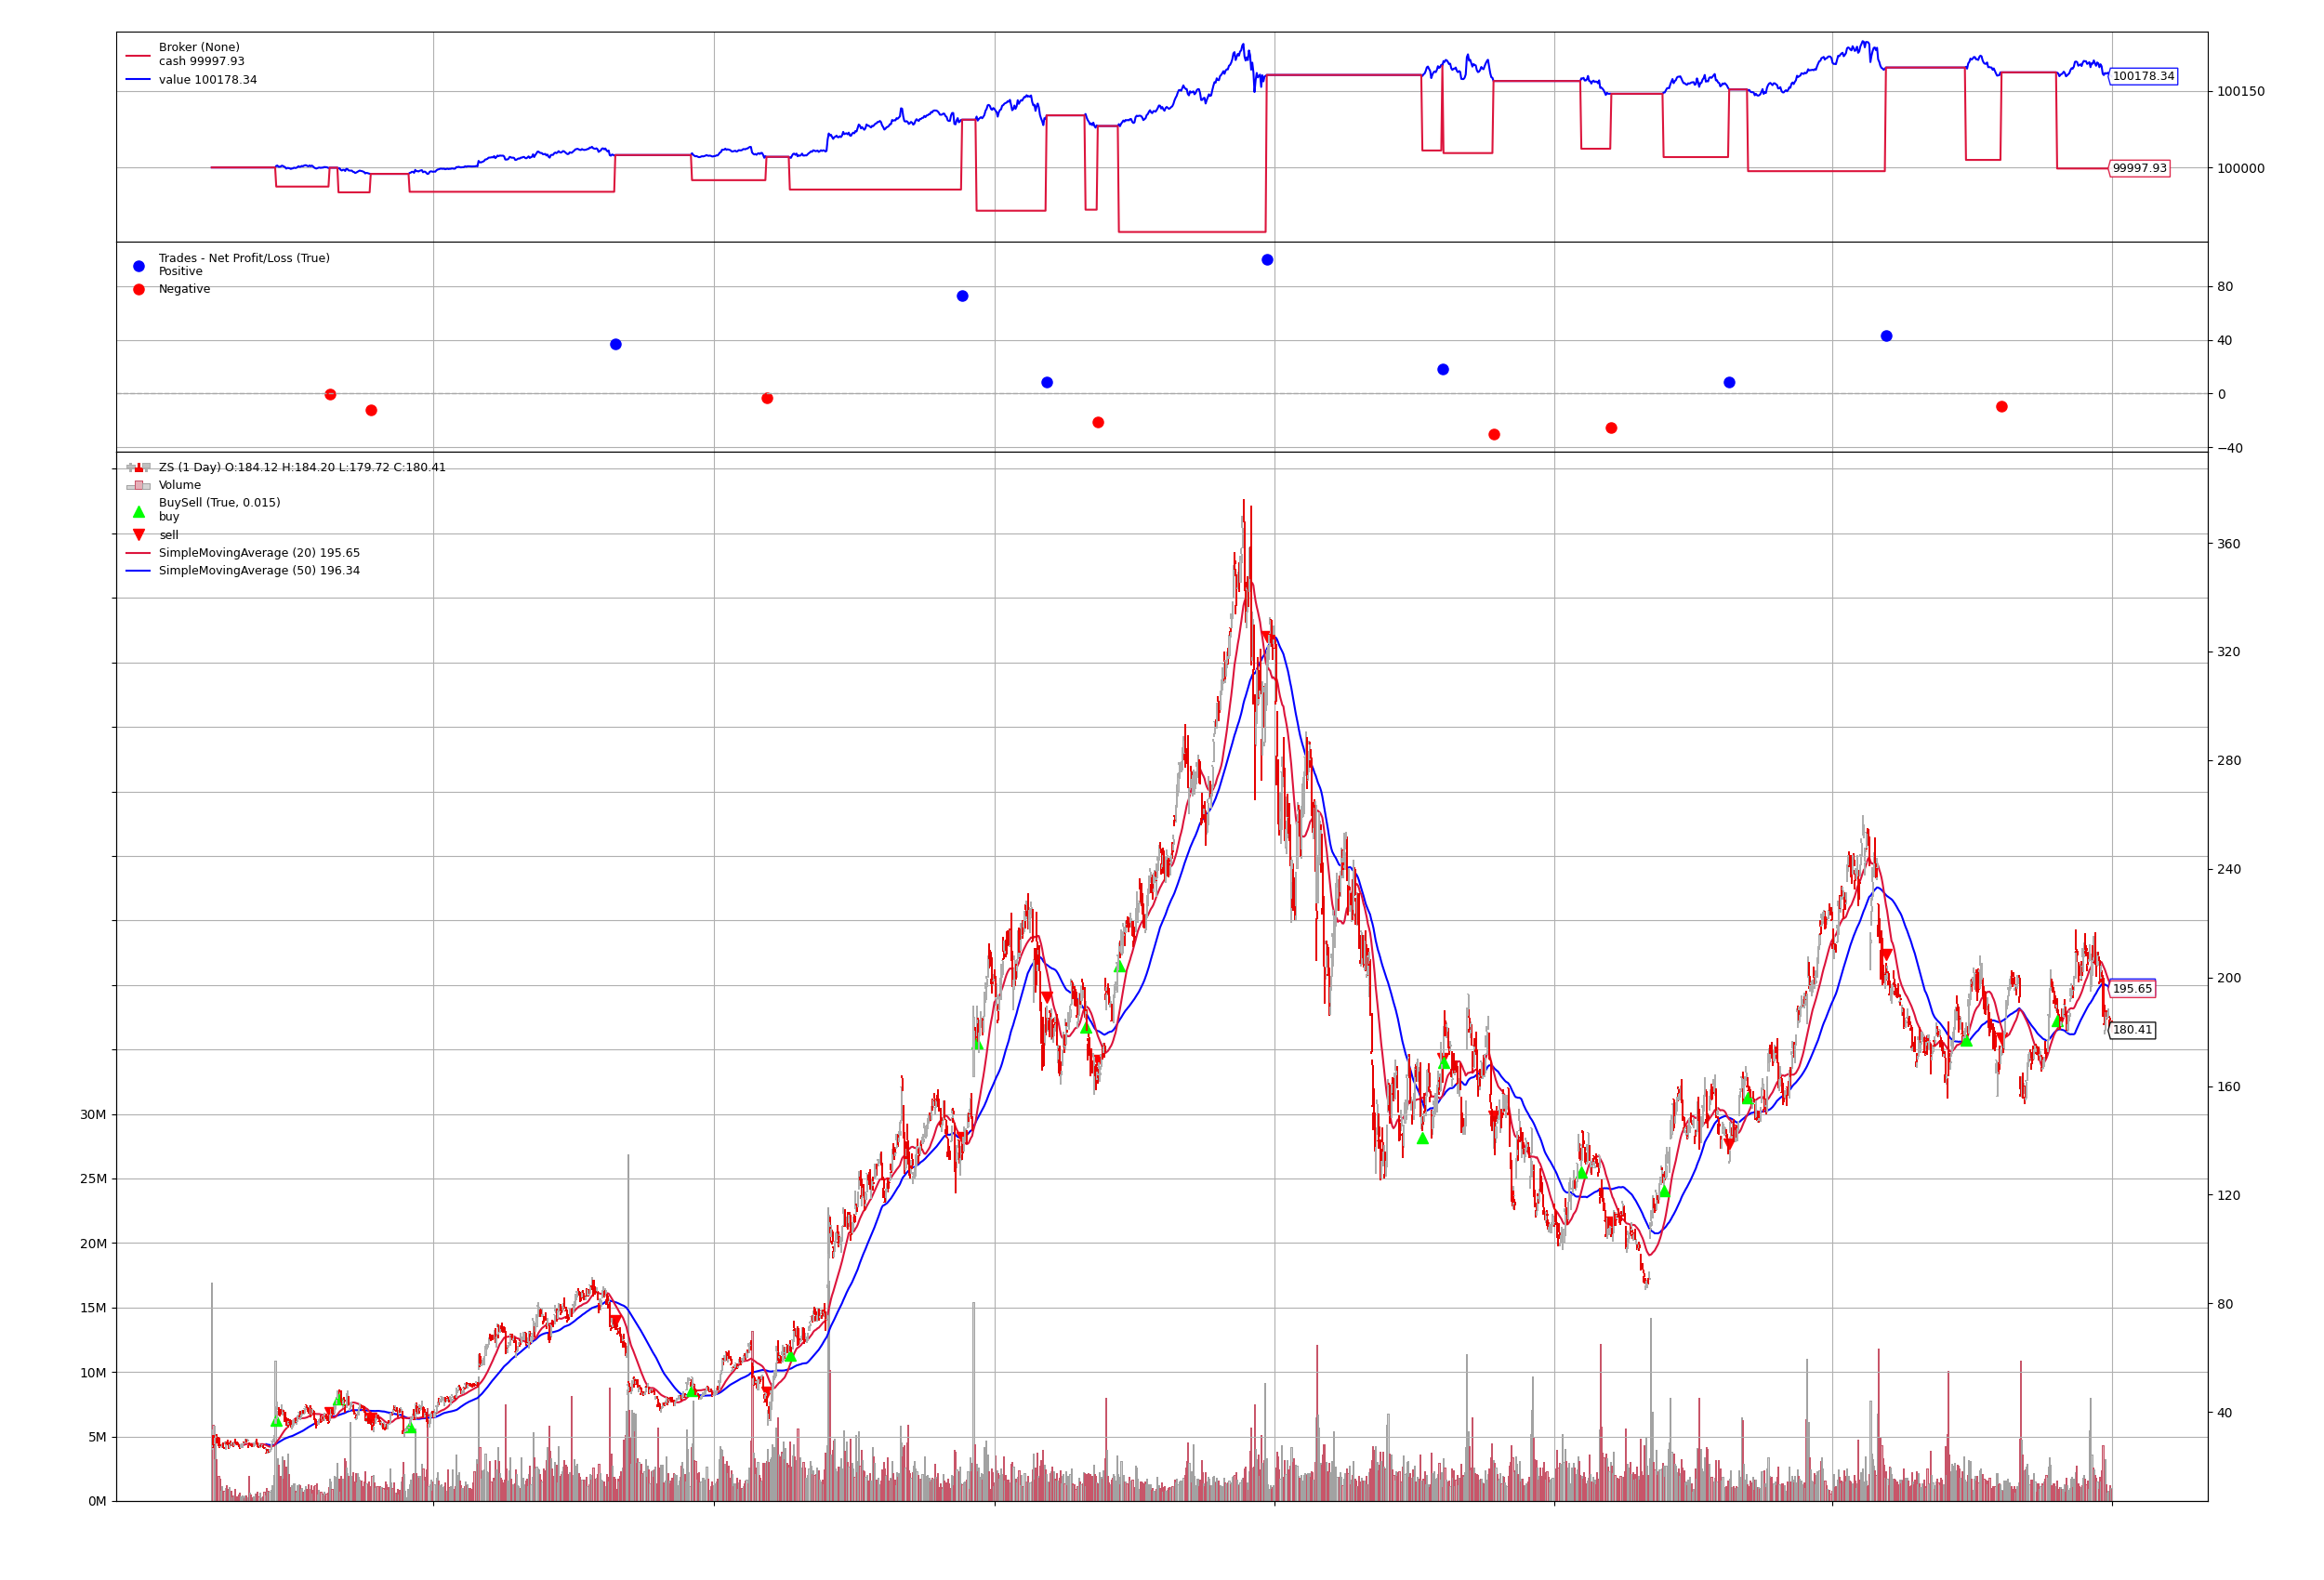 Broker (None)
cash 99997.93
value 100178.34
100178.34
100150
100000
99997.93
Trades - Net Profit/Loss (True)
Positive
Negative
80
40
0
−40
ZS (1 Day) O:184.12 H:184.20 L:179.72 C:180.41
Volume
BuySell (True, 0.015)
buy
sell
SimpleMovingAverage (20) 195.65
SimpleMovingAverage (50) 196.34
360
320
280
240
200
195.65
180.41
160
120
80
40
30M
25M
20M
15M
10M
5M
0M